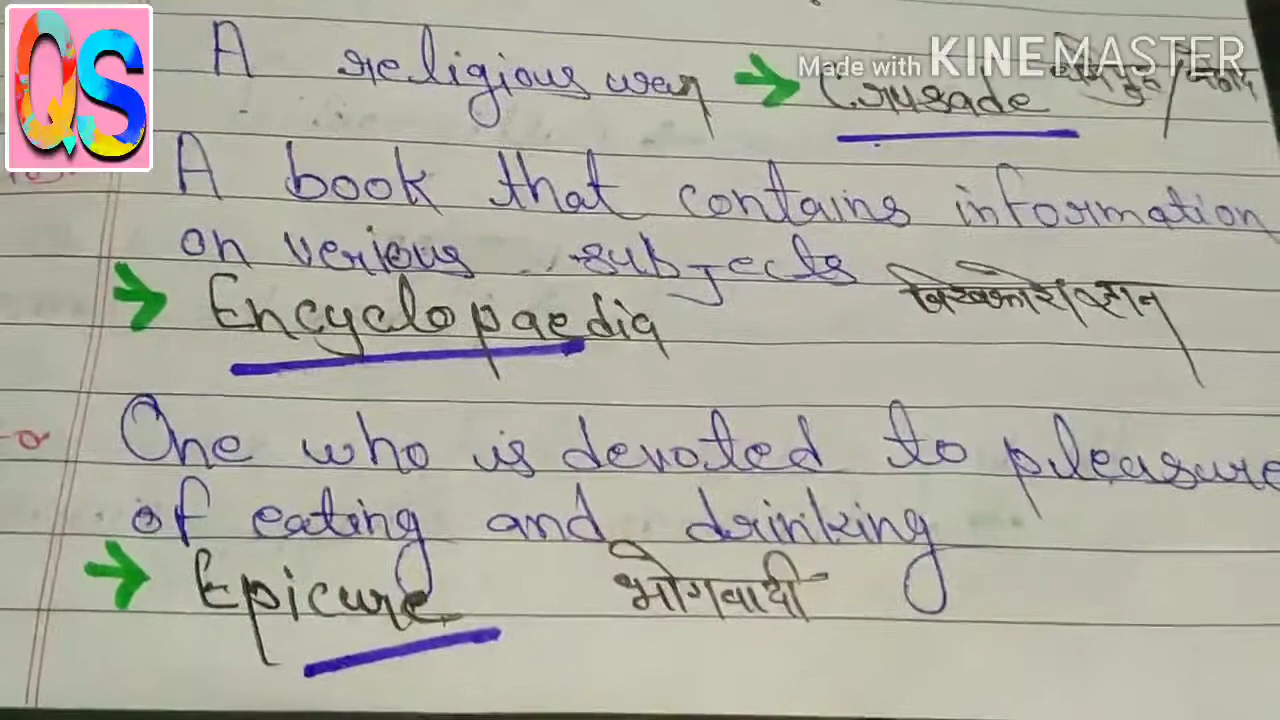 QS
Made with KINEMASTER
A religious war → Crusade
A book that contains information
on verious subjects
→ Encyclopaedia
One who is devoted to pleasure
of eating and drinking
→ Epicure भोगवादी